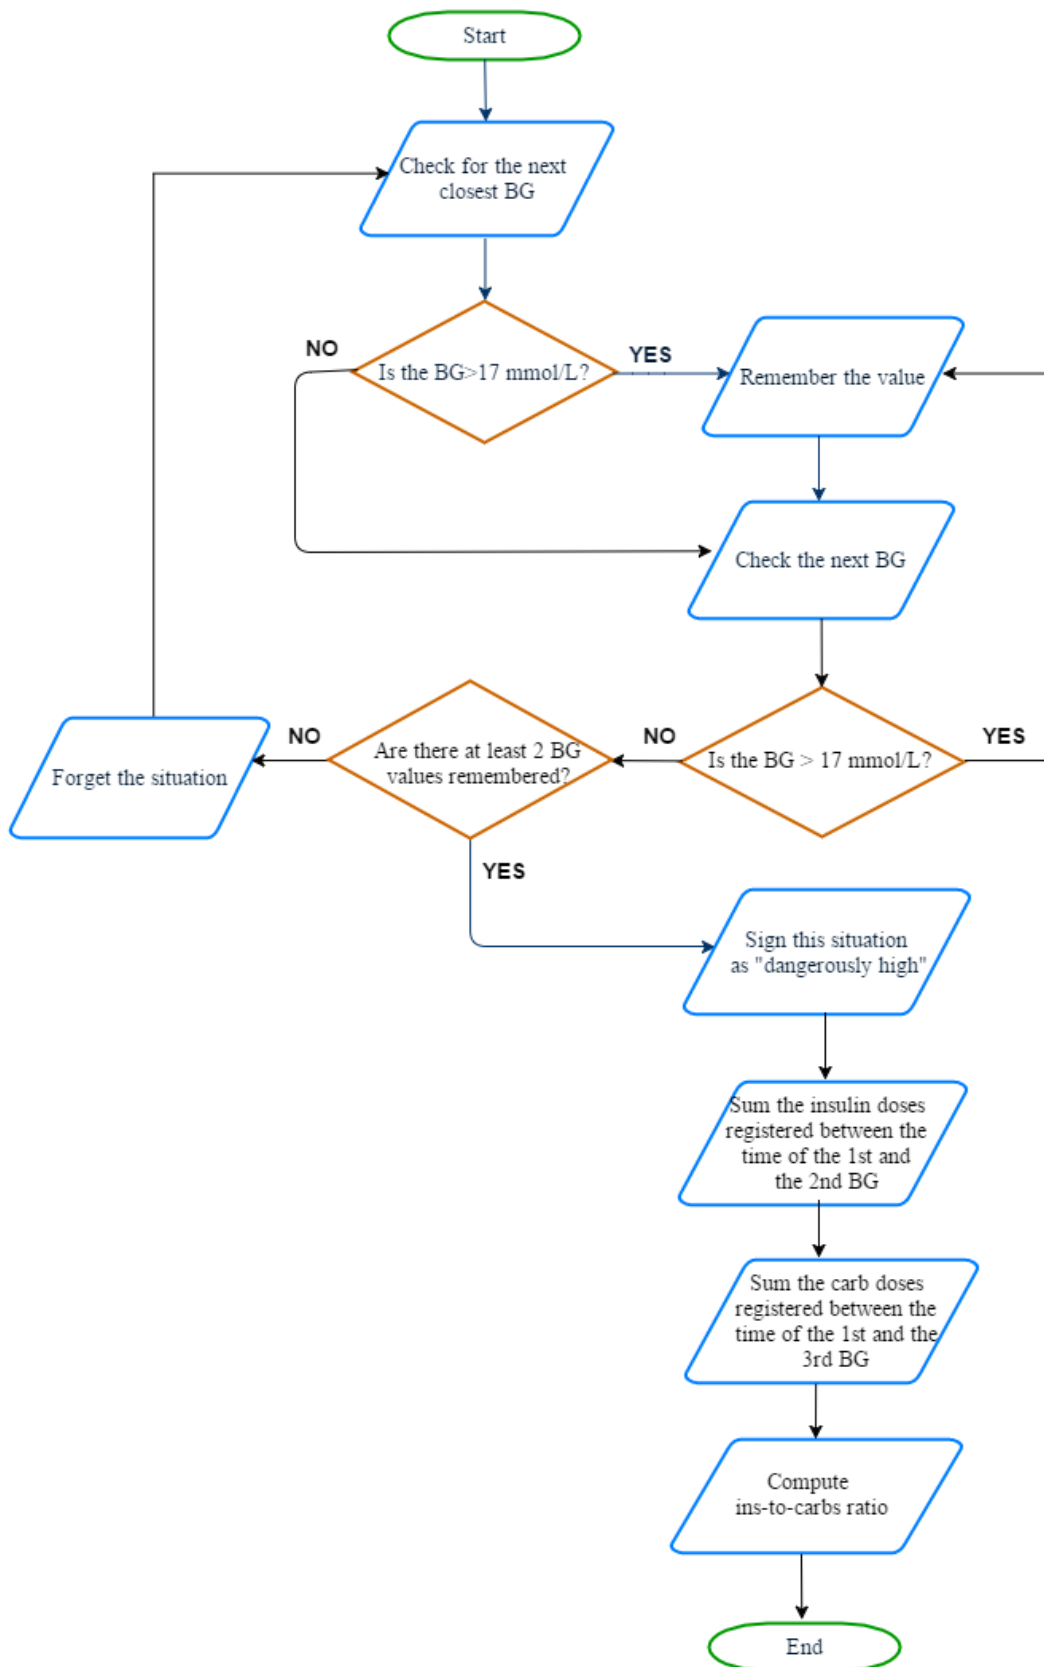 Start
Check for the next
closest BG
NO
Is the BG>17 mmol/L?
YES
Remember the value
Check the next BG
Forget the situation
NO
Are there at least 2 BG
values remembered?
NO
Is the BG > 17 mmol/L?
YES
YES
Sign this situation
as "dangerously high"
Sum the insulin doses
registered between the
time of the 1st and
the 2nd BG
Sum the carb doses
registered between the
time of the 1st and the
3rd BG
Compute
ins-to-carbs ratio
End